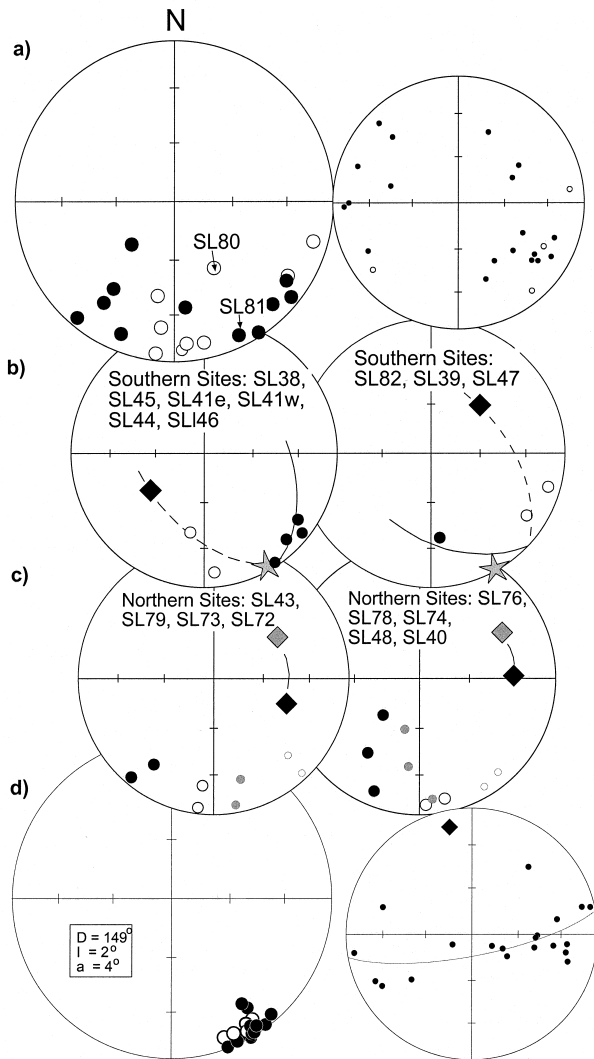 N
a)
SL80
SL81
b)
Southern Sites: SL38,
SL45, SL41e, SL41w,
SL44, SLI46
Southern Sites:
SL82, SL39, SL47
c)
Northern Sites: SL43,
SL79, SL73, SL72
Northern Sites: SL76,
SL78, SL74,
SL48, SL40
d)
D = 149°
I = 2°
a = 4°